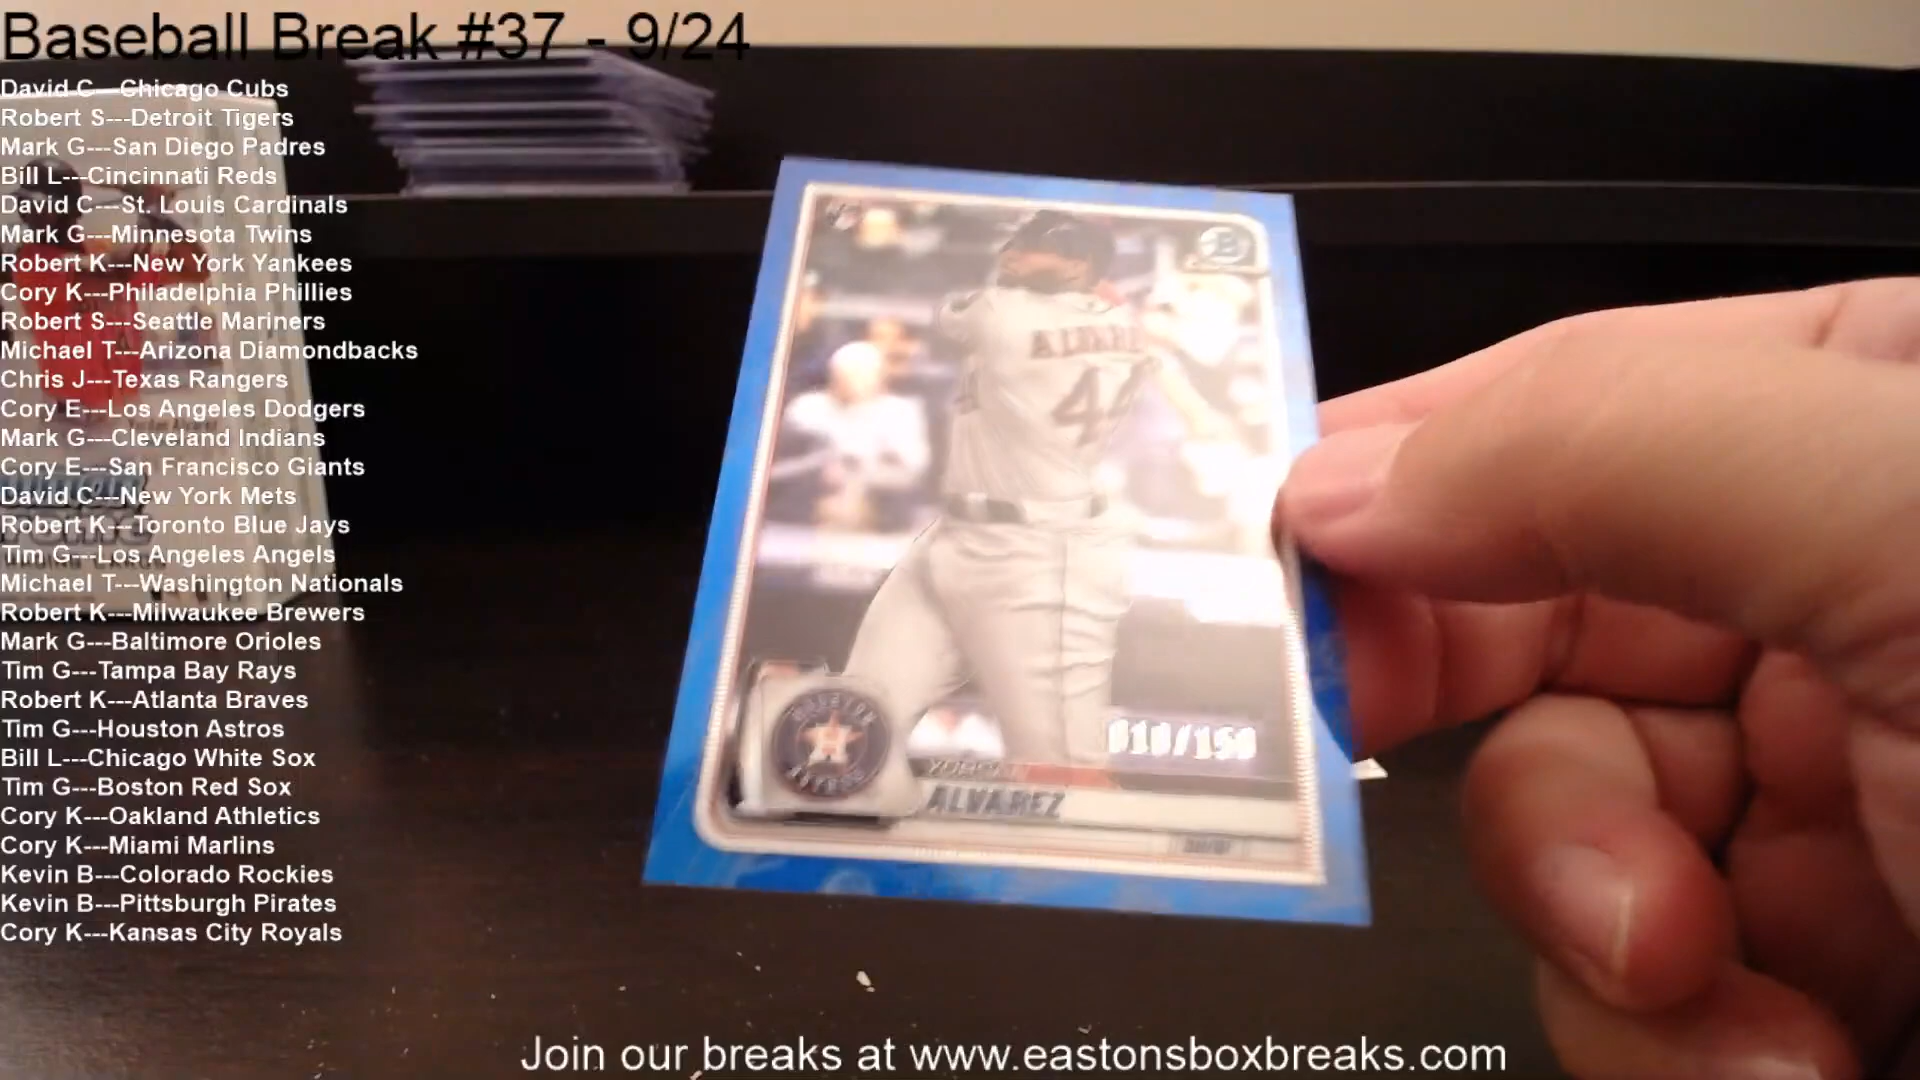 Baseball Break #37 - 9/24
David C---Chicago Cubs
Robert S---Detroit Tigers
Mark G---San Diego Padres
Bill L---Cincinnati Reds
David C---St. Louis Cardinals
Mark G---Minnesota Twins
Robert K---New York Yankees
Cory K---Philadelphia Phillies
Robert S---Seattle Mariners
Michael T---Arizona Diamondbacks
Chris J---Texas Rangers
Cory E---Los Angeles Dodgers
Mark G---Cleveland Indians
Cory E---San Francisco Giants
David C---New York Mets
Robert K---Toronto Blue Jays
Tim G---Los Angeles Angels
Michael T---Washington Nationals
Robert K---Milwaukee Brewers
Mark G---Baltimore Orioles
Tim G---Tampa Bay Rays
Robert K---Atlanta Braves
Tim G---Houston Astros
Bill L---Chicago White Sox
Tim G---Boston Red Sox
Cory K---Oakland Athletics
Cory K---Miami Marlins
Kevin B---Colorado Rockies
Kevin B---Pittsburgh Pirates
Cory K---Kansas City Royals
B
ALVAREZ
44
HOUSTON
ASTROS
YORDAN
ALVAREZ
Join our breaks at www.eastonsboxbreaks.com